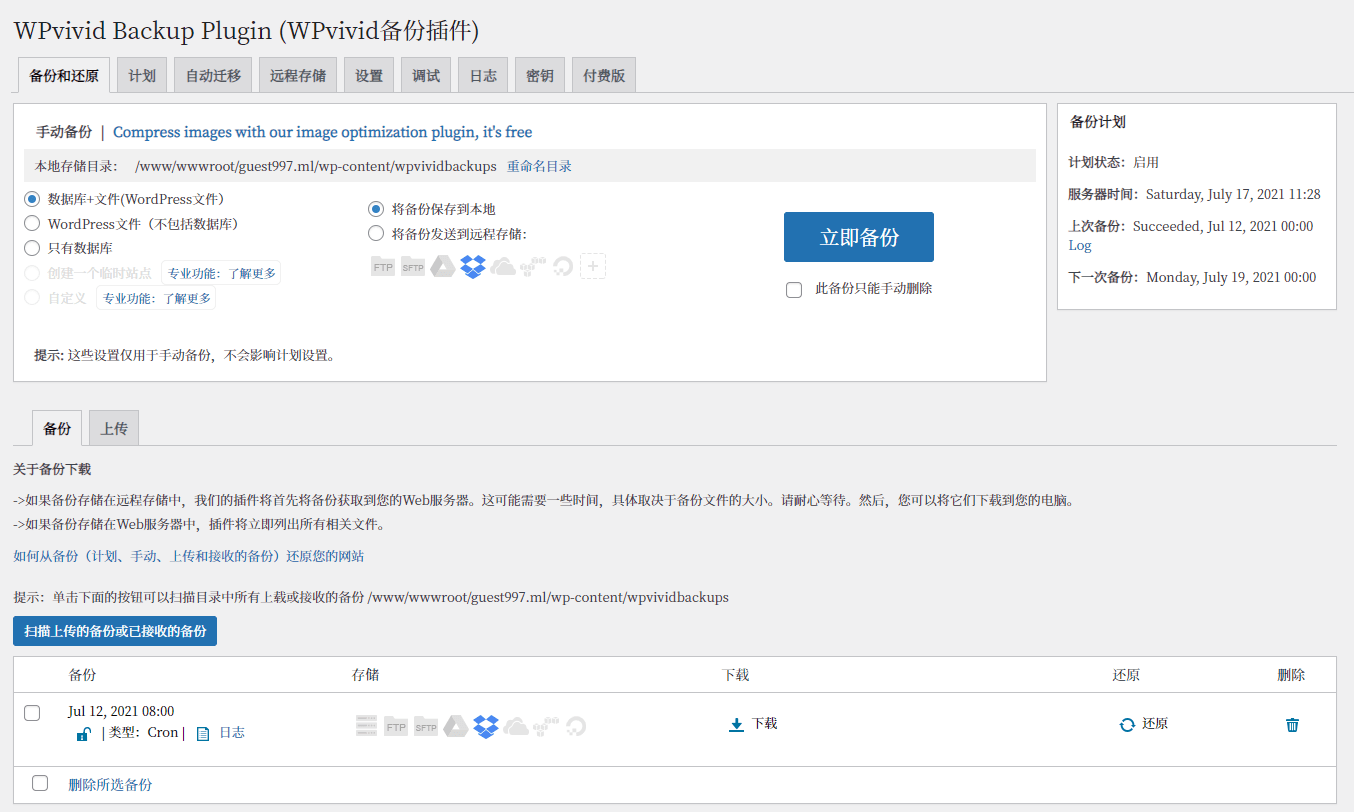 WPvivid Backup Plugin (WPvivid备份插件)
备份和还原 计划 自动迁移 远程存储 设置 调试 日志 密钥 付费版
手动备份 | Compress images with our image optimization plugin, it's free
本地存储目录： /www/wwwroot/guest997.ml/wp-content/wpvividbackups 重命名目录
数据库+文件(WordPress文件)
WordPress文件（不包括数据库）
只有数据库
创建一个临时站点 专业功能：了解更多
自定义 专业功能：了解更多
将备份保存到本地
将备份发送到远程存储：
FTP SFTP
立即备份
此备份只能手动删除
提示: 这些设置仅用于手动备份，不会影响计划设置。
备份计划
计划状态：启用
服务器时间：Saturday, July 17, 2021 11:28
上次备份：Succeeded, Jul 12, 2021 00:00
Log
下一次备份：Monday, July 19, 2021 00:00
备份 上传
关于备份下载
->如果备份存储在远程存储中，我们的插件将首先将备份获取到您的Web服务器。这可能需要一些时间，具体取决于备份文件的大小。请耐心等待。然后，您可以将它们下载到您的电脑。
->如果备份存储在Web服务器中，插件将立即列出所有相关文件。
如何从备份（计划、手动、上传和接收的备份）还原您的网站
提示：单击下面的按钮可以扫描目录中所有上载或接收的备份 /www/wwwroot/guest997.ml/wp-content/wpvividbackups
扫描上传的备份或已接收的备份
备份 存储 下载 还原 删除
Jul 12, 2021 08:00
| 类型：Cron | 日志
FTP SFTP
下载
还原
删除所选备份